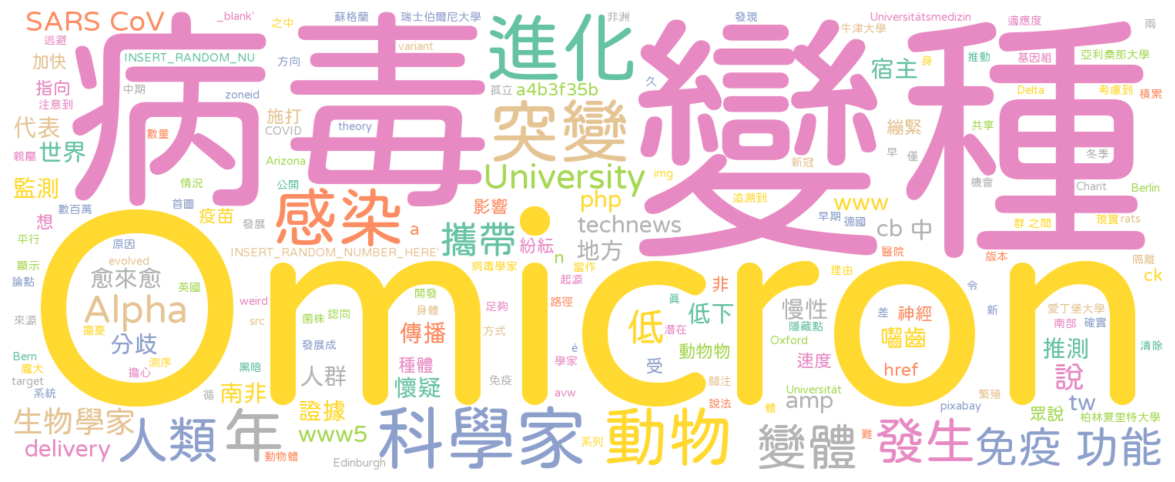 SARS CoV
_blank'
之中
蘇格蘭
瑞士伯爾尼大學
進化
非洲
發現
Universitätsmedizin
適應度
兩
逃避
加快
INSERT_RANDOM_NU
病毒
variant
牛津大學
變種
宿主
身
推動
基因組
亞利桑那大學
指向
注意到
中期
方向
zoneid
孤立
a4b3f35b
久
Delta
考慮到
積累
代表
數量
施打
COVID
theory
突變
繃緊
共享
親屬
世界
Arizona
早
僅
冬季
監測
情況
公開
University
img
新冠
機會
Charit
Berlin
想
數百萬
首圖
疫苗
感染
影響
php
追溯到
www
早期
德國
群 之間
現實
rats
平行
原因
發展
a
攜帶
紛紜
technews
cb 中
顯示
evolved
INSERT_RANDOM_NUMBER_HERE'
n
地方
醫院
版本
隔離
論點
愈來愈
英國
Omicron
病毒學家
當作
理由
ck
起源
來源
Alpha
weird
開發
身體
足夠
路徑
非
慢性
令
新
愛丁堡大學
擔憂
src
菌株
認同
傳播
方式
低
真
潛在
低下
隱藏點
差
神經
南部
確實
Bern
龐大
分歧
測序
發展成
é
Oxford
嚙齒
推測
清除
target
擔心
黑暗
人群
種體
免疫
學家
受
動物物
速度
href
說
系統
循
南非
懷疑
avw
關注
Universität
繁殖
證據
說法
體
amp
pixabay
tw
生物學家
人類
年
www5
科學家
系列
動物
變體
難
發生
眾說
柏林夏里特大學
免疫
功能
delivery
動物體
Edinburgh